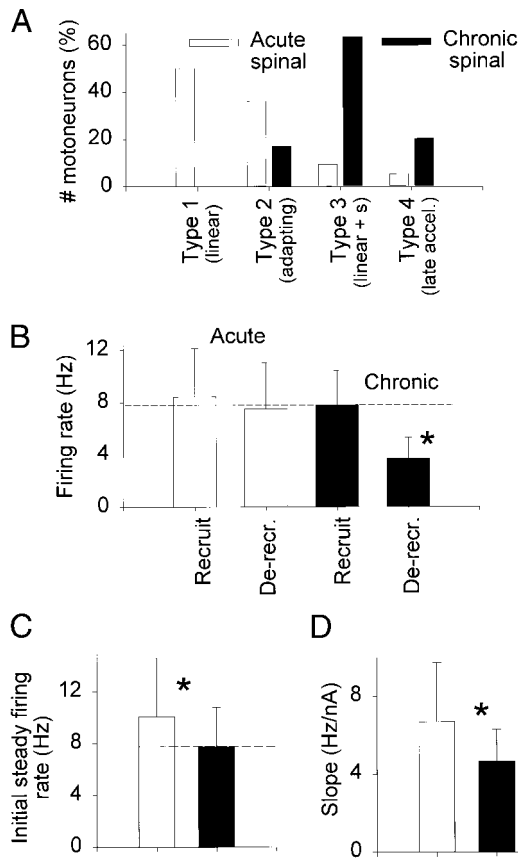 A
# motoneurons (%)
60
40
20
0
Acute
spinal
Chronic
spinal
Type 1
(linear)
Type 2
(adapting)
Type 3
(linear + s)
Type 4
(late accel.)
B
Firing rate (Hz)
12
8
4
0
Acute
Chronic
*
Recruit
De-recr.
Recruit
De-recr.
C
Initial steady firing
rate (Hz)
12
8
4
0
*
D
Slope (Hz/nA)
8
4
0
*